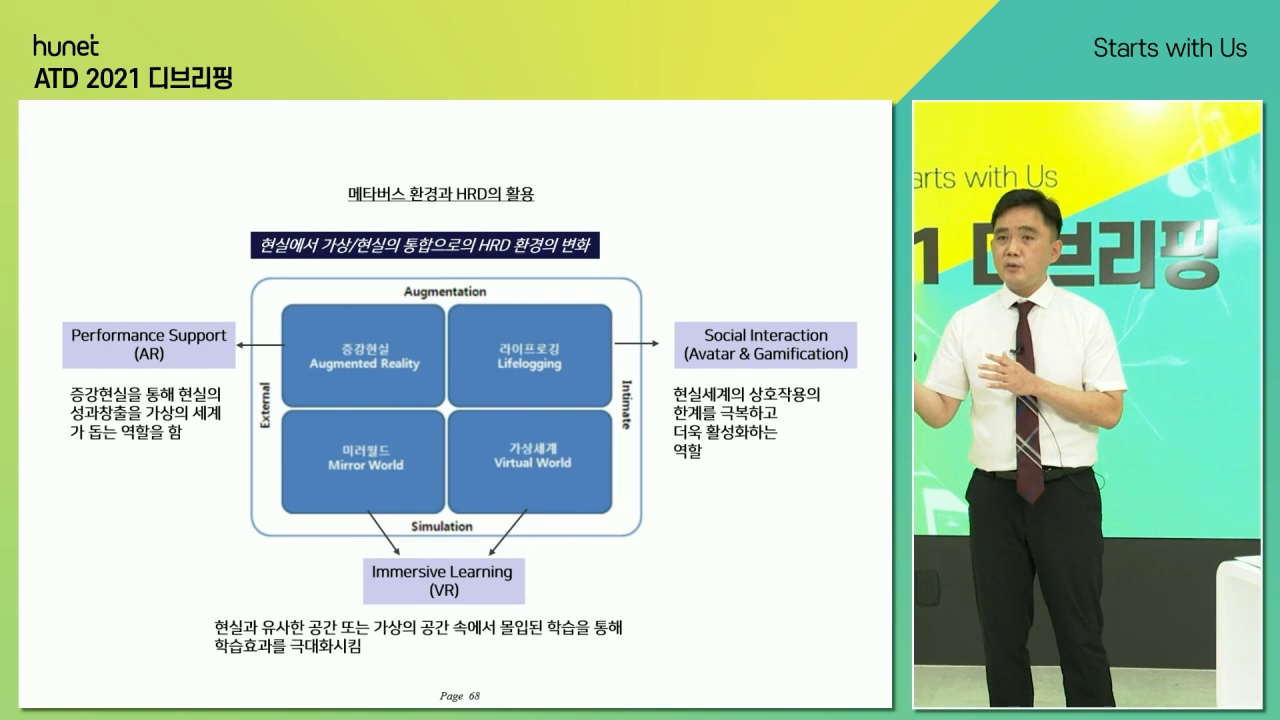 hunet
ATD 2021 디브리핑
Starts with Us
메타버스 환경과 HRD의 활용
현실에서 가상/현실의 통합으로의 HRD 환경의 변화
Augmentation
Performance Support
(AR)
증강현실을 통해 현실의
성과창출을 가상의 세계
가 돕는 역할을 함
External
증강현실
Augmented Reality
라이프로깅
Lifelogging
미러월드
Mirror World
가상세계
Virtual World
Intimate
Social Interaction
(Avatar & Gamification)
현실세계의 상호작용의
한계를 극복하고
더욱 활성화하는
역할
Simulation
Immersive Learning
(VR)
현실과 유사한 공간 또는 가상의 공간 속에서 몰입된 학습을 통해
학습효과를 극대화시킴
Page 68
arts with Us
1 디브리핑